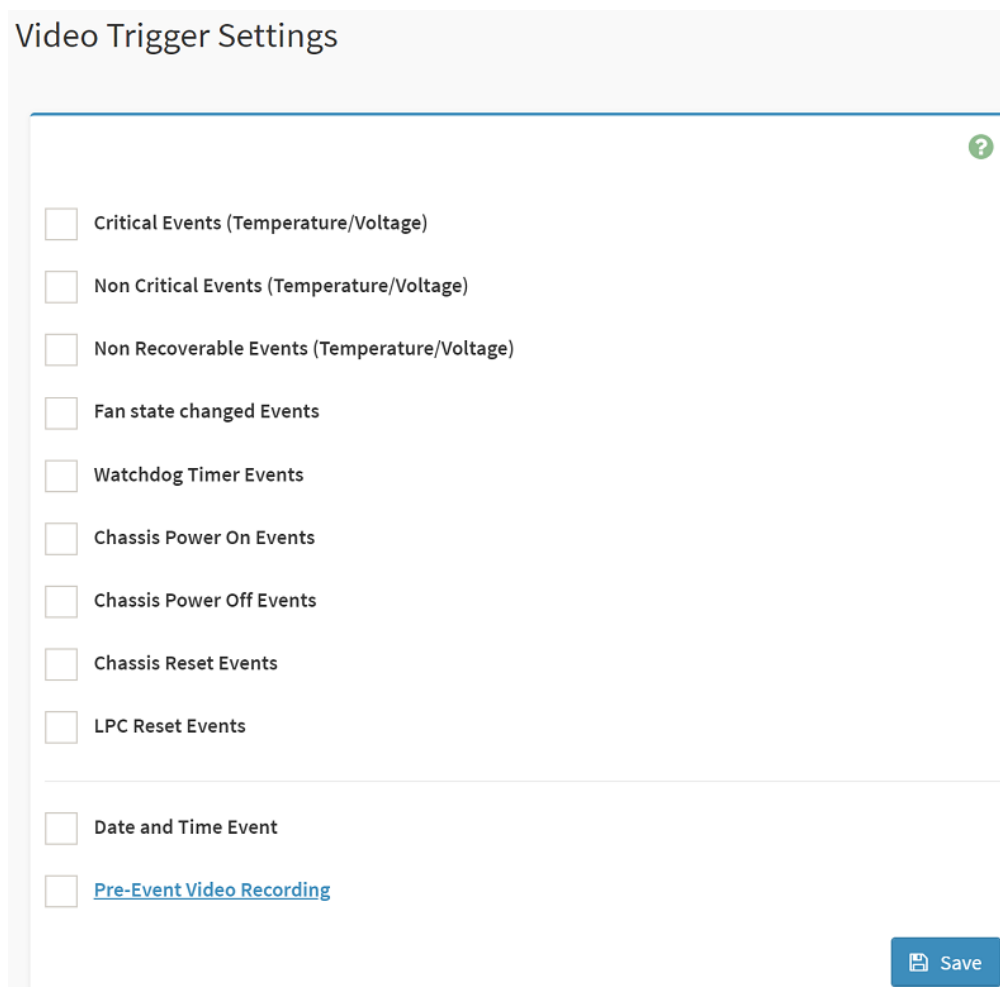 Video Trigger Settings
?
Critical Events (Temperature/Voltage)
Non Critical Events (Temperature/Voltage)
Non Recoverable Events (Temperature/Voltage)
Fan state changed Events
Watchdog Timer Events
Chassis Power On Events
Chassis Power Off Events
Chassis Reset Events
LPC Reset Events
Date and Time Event
Pre-Event Video Recording
Save